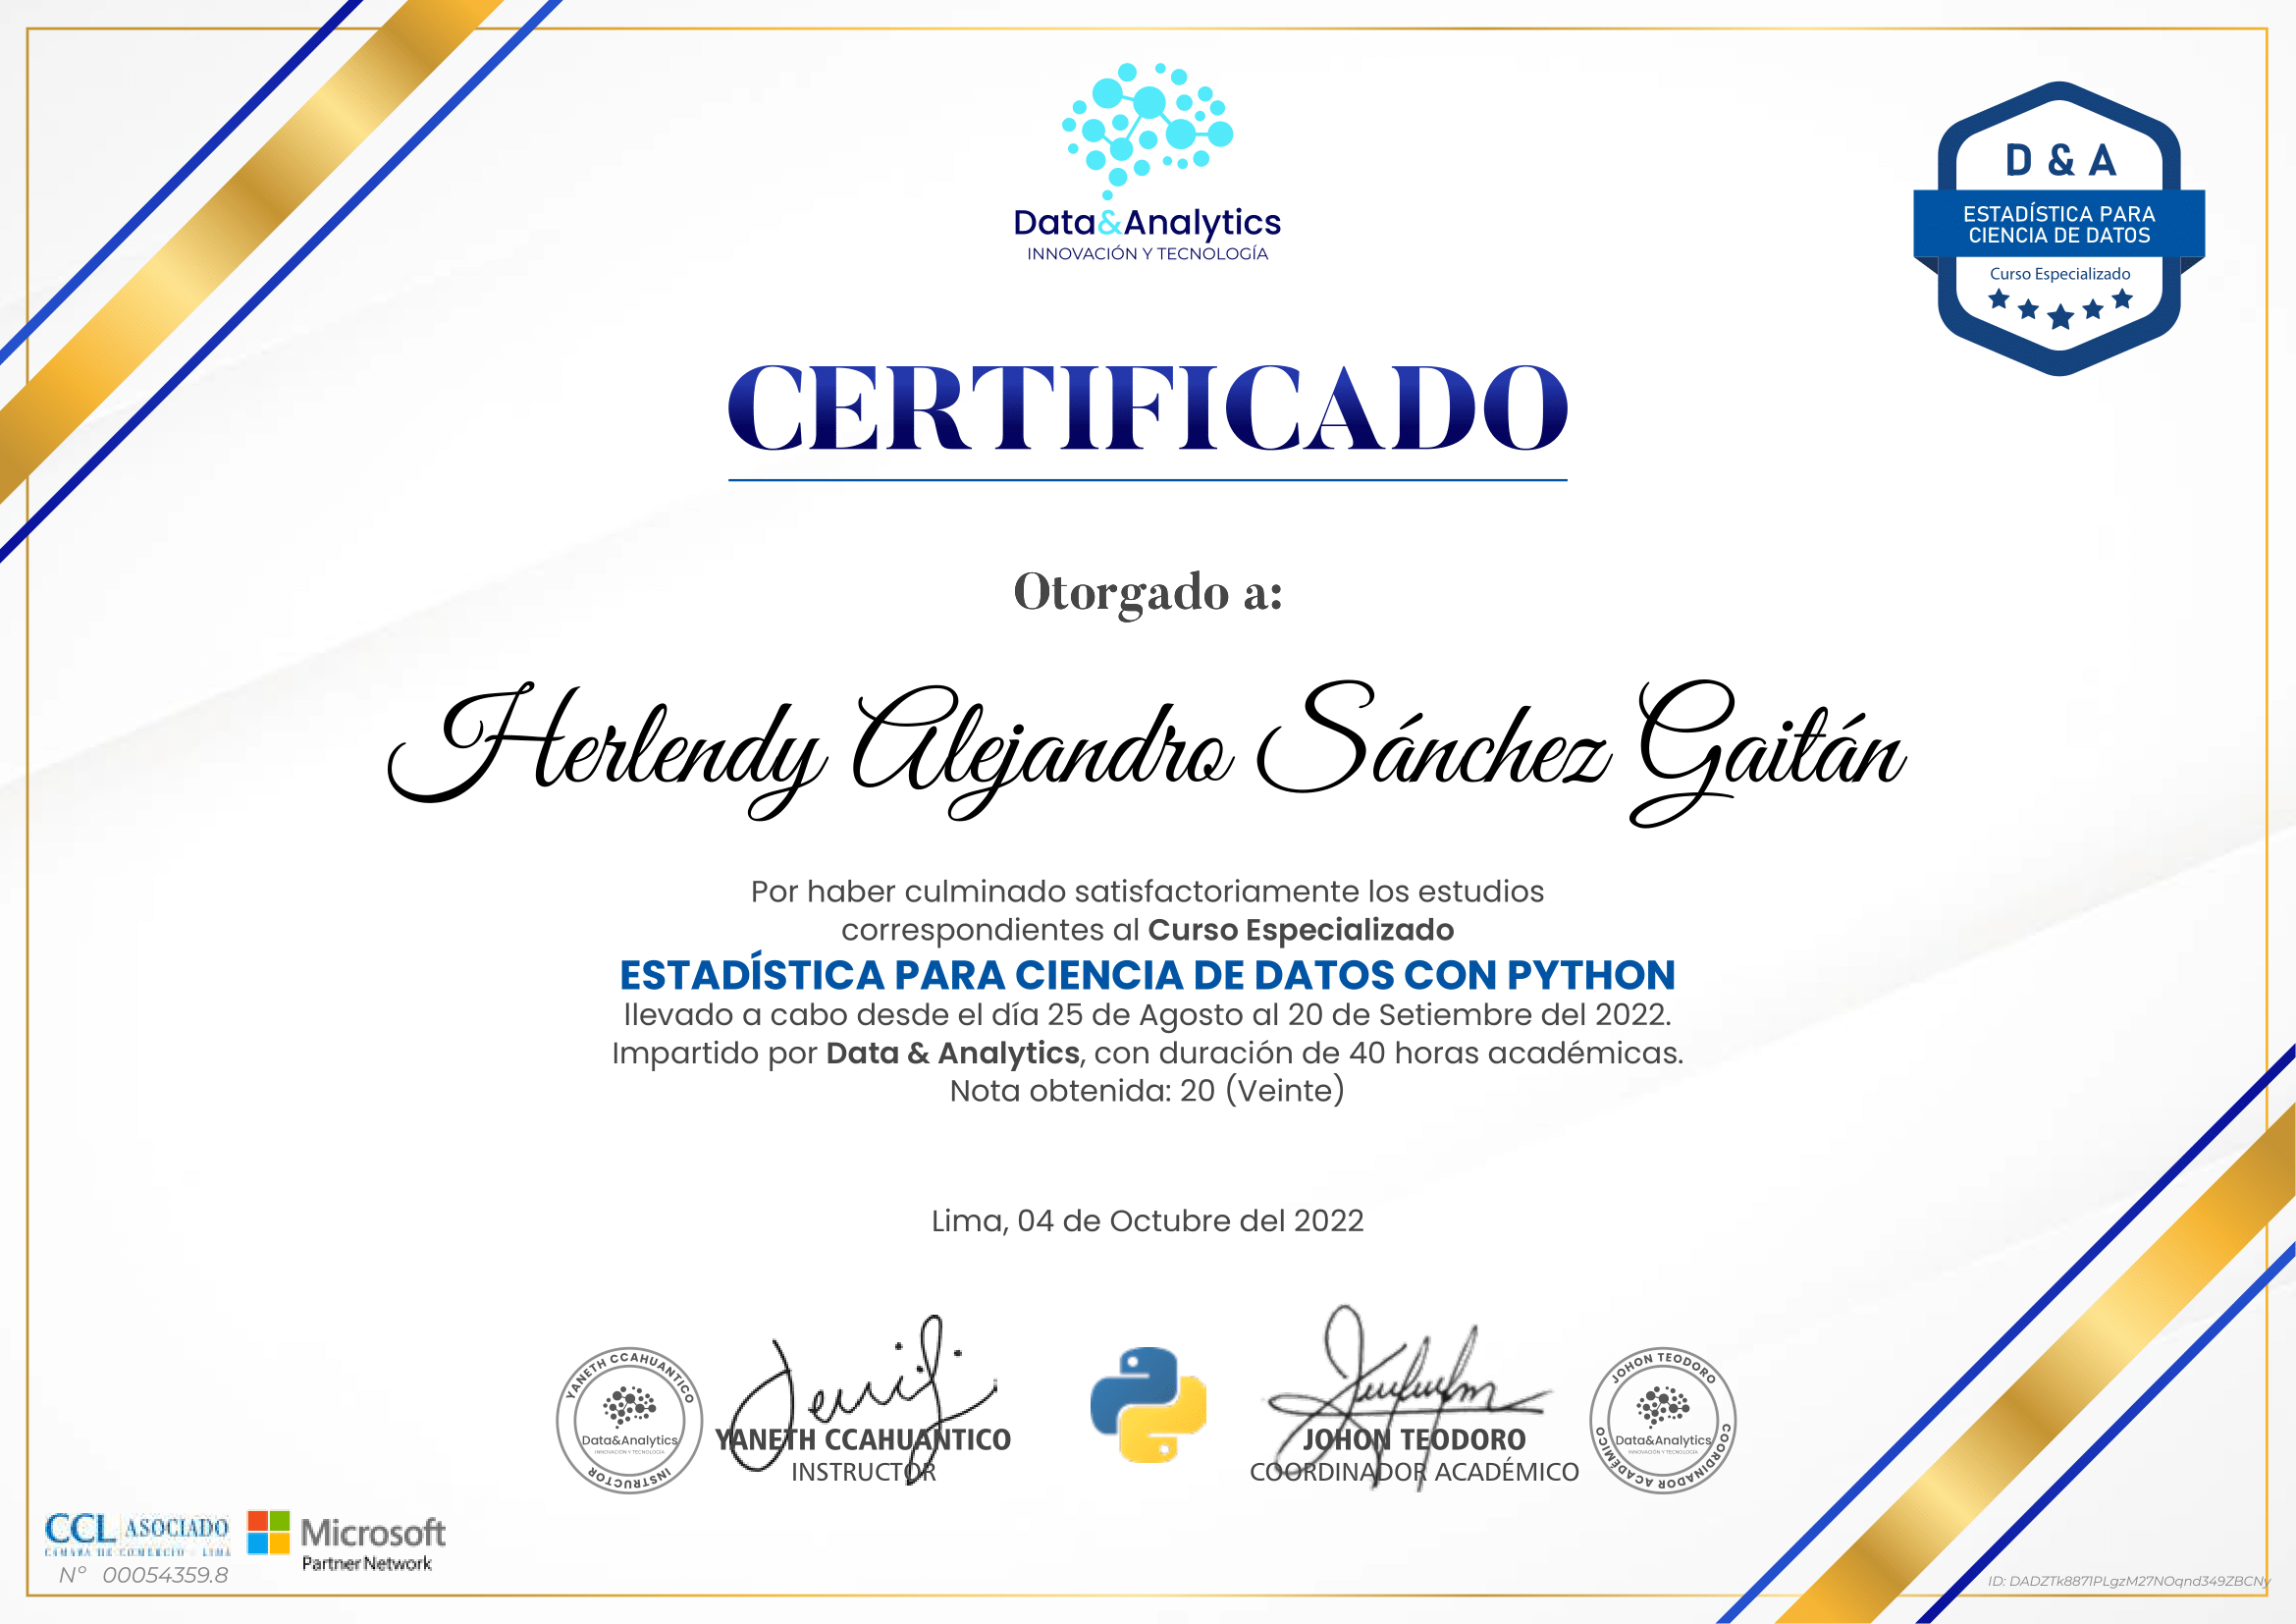 Data&Analytics
INNOVACIÓN Y TECNOLOGÍA
D & A
ESTADÍSTICA PARA
CIENCIA DE DATOS
Curso Especializado
CERTIFICADO
Otorgado a:
Herlendy Alejandro Sánchez Gaitán
Por haber culminado satisfactoriamente los estudios
correspondientes al Curso Especializado
ESTADÍSTICA PARA CIENCIA DE DATOS CON PYTHON
llevado a cabo desde el día 25 de Agosto al 20 de Setiembre del 2022.
Impartido por Data & Analytics, con duración de 40 horas académicas.
Nota obtenida: 20 (Veinte)
Lima, 04 de Octubre del 2022
YANETH CCAHUANTICO
Data&Analytics
INNOVACIÓN Y TECNOLOGÍA
INSTRUCTOR
YANETH CCAHUANTICO
INSTRUCTOR
JOHON TEODORO
COORDINADOR ACADÉMICO
JOHON TEODORO
Data&Analytics
INNOVACIÓN Y TECNOLOGÍA
COORDINADOR ACADÉMICO
CCL ASOCIADO
CÁMARA DE COMERCIO - LIMA
Microsoft
Partner Network
N° 00054359.8
ID: DADZTk8871PLgzM27NOqnd349ZBCNy